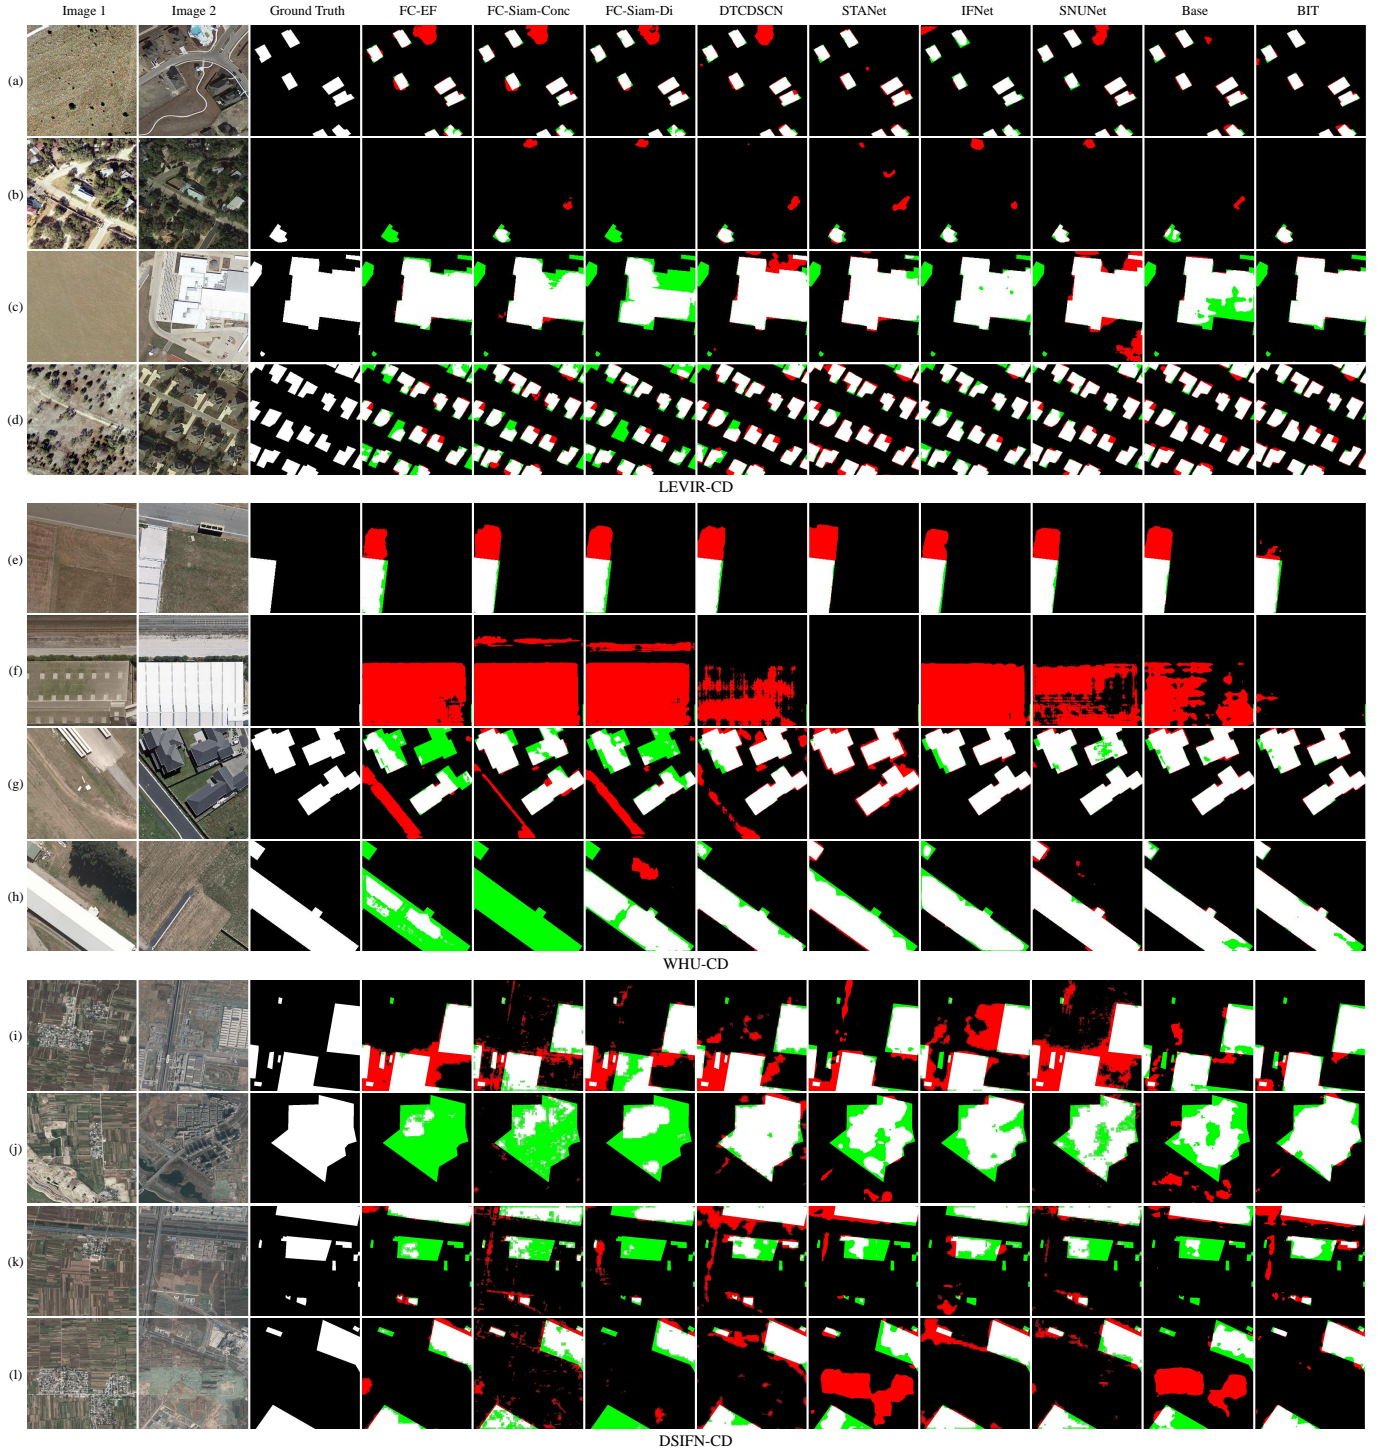 Image 1 Image 2 Ground Truth FC-EF FC-Siam-Conc FC-Siam-Di DTCDSCN STANet IFNet SNUNet Base BIT
(a)
(b)
(c)
(d)
LEVIR-CD
(e)
(f)
(g)
(h)
WHU-CD
(i)
(j)
(k)
(l)
DSIFN-CD